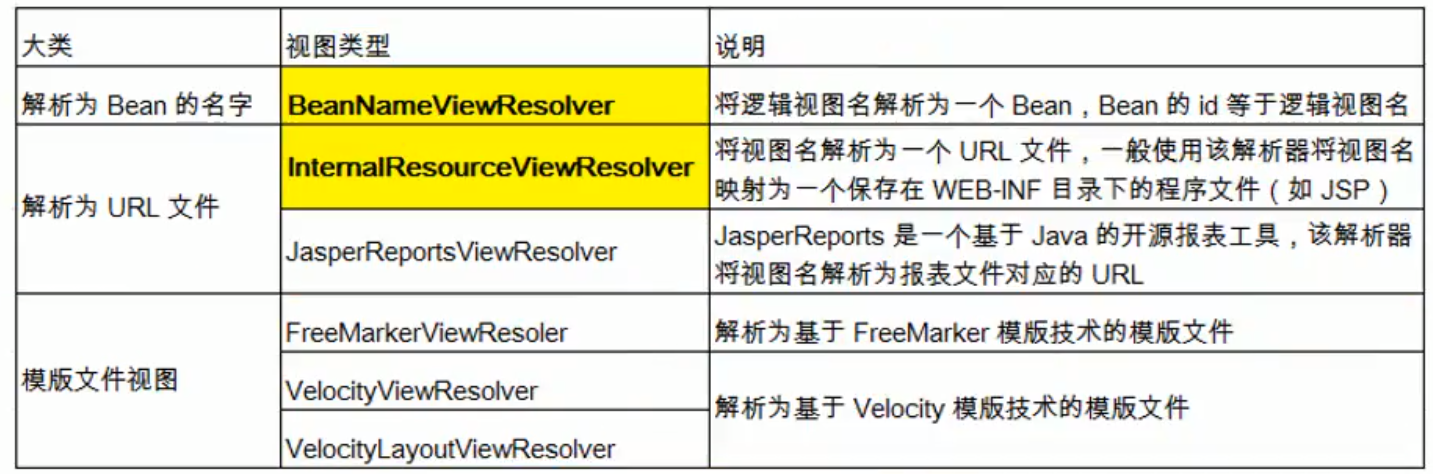 大类 视图类型 说明
解析为 Bean 的名字 BeanNameViewResolver 将逻辑视图名解析为一个 Bean，Bean 的 id 等于逻辑视图名
解析为 URL 文件
InternalResourceViewResolver
将视图名解析为一个 URL 文件，一般使用该解析器将视图名
映射为一个保存在 WEB-INF 目录下的程序文件（如 JSP）
JasperReportsViewResolver
JasperReports 是一个基于 Java 的开源报表工具，该解析器
将视图名解析为报表文件对应的 URL
模版文件视图
FreeMarkerViewResoler 解析为基于 FreeMarker 模版技术的模版文件
VelocityViewResolver
解析为基于 Velocity 模版技术的模版文件
VelocityLayoutViewResolver